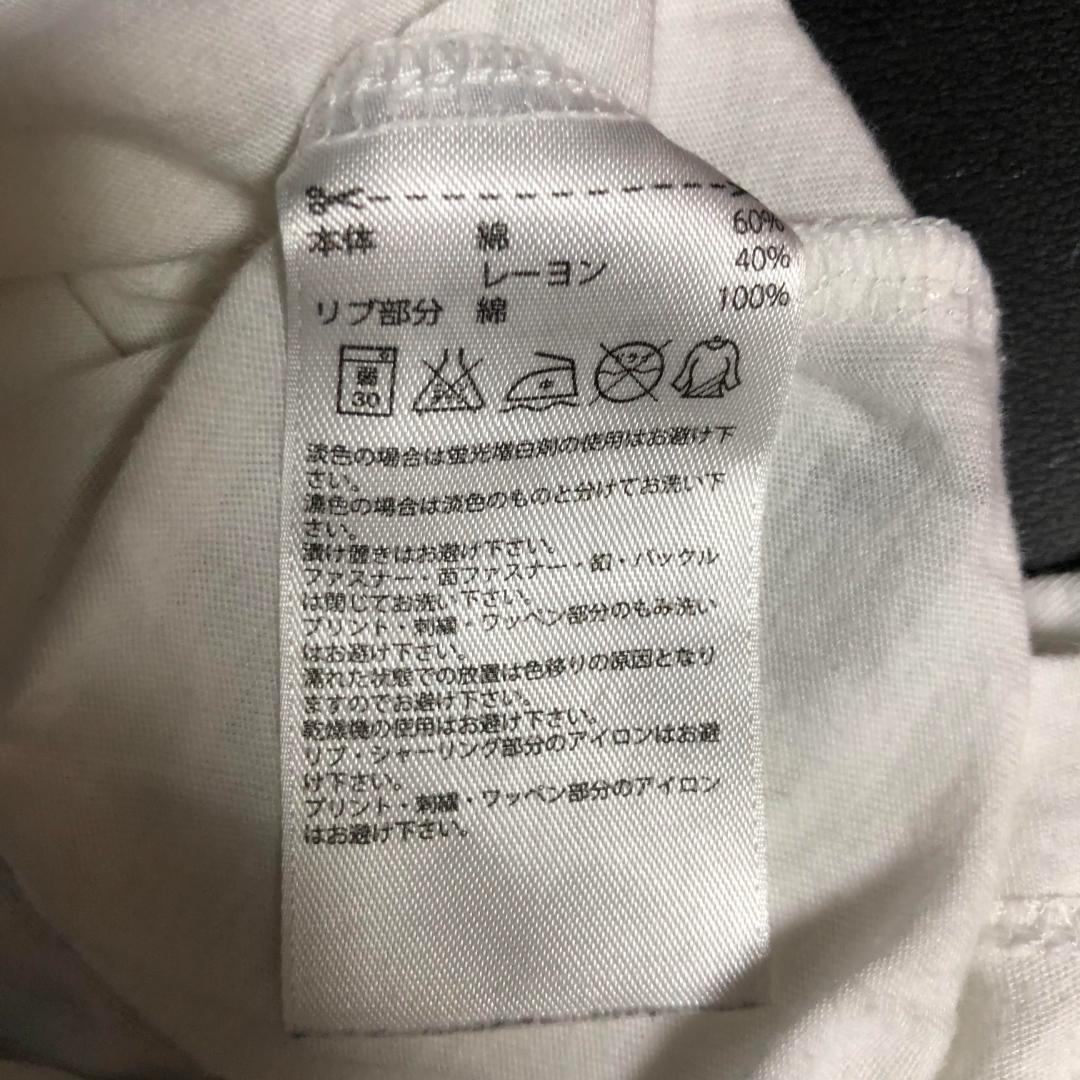 本体 綿 60%
レーヨン 40%
リブ部分 綿 100%
弱 30
淡色の場合は蛍光増白剤の使用はお避け下
さい。
濃色の場合は淡色のものと分けてお洗い下
さい。
漬け置きはお避け下さい。
ファスナー・面ファスナー・釦・バックル
は閉じてお洗い下さい。
プリント・刺繍・ワッペン部分のもみ洗い
はお避け下さい。
濡れた状態での放置は色移りの原因となり
ますのでお避け下さい。
乾燥機の使用はお避け下さい。
リブ・シャーリング部分のアイロンはお避
け下さい。
プリント・刺繍・ワッペン部分のアイロン
はお避け下さい。